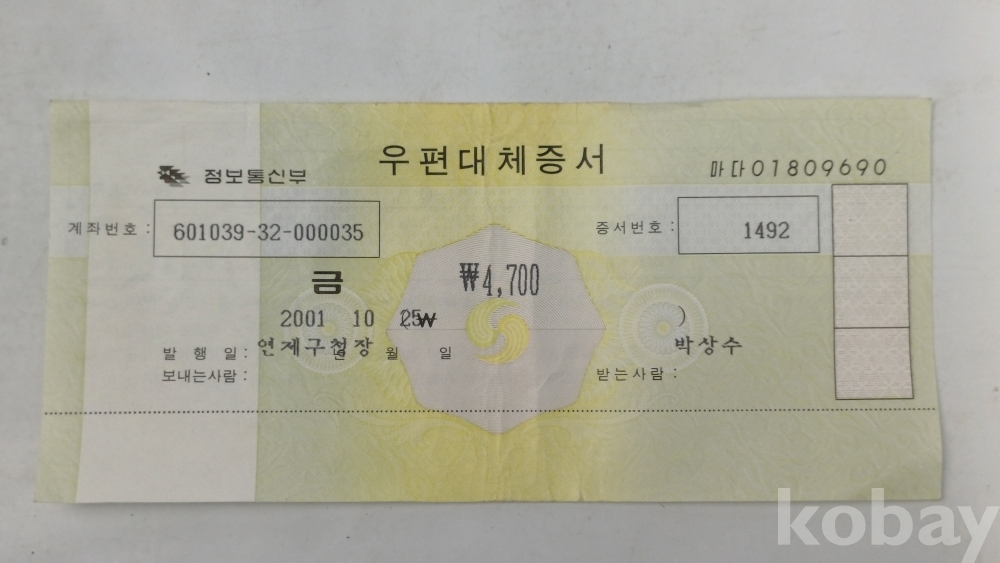 우편대체증서
정보통신부
마다01809690
계좌번호 : 601039-32-000035
증서번호 : 1492
금 ₩4,700
2001 10 25 (₩ )
발행일 : 년 월 일
연제구청장
박상수
보내는사람 :
받는사람 :
kobay